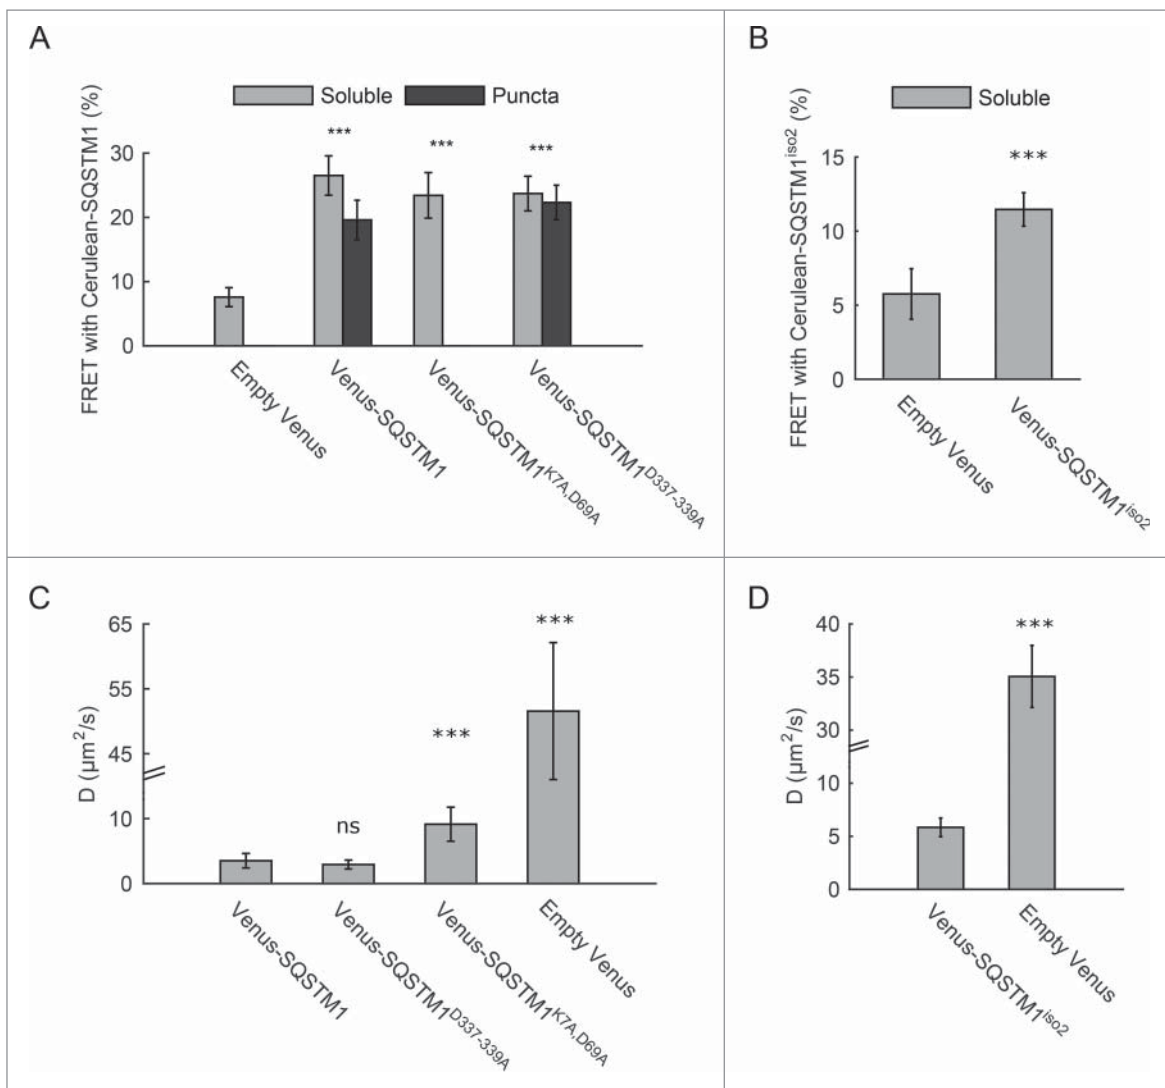 A
Soluble Puncta
FRET with Cerulean-SQSTM1 (%)
30
20
10
0
***
***
***
Empty Venus
Venus-SQSTM1
Venus-SQSTM1K7A,D69A
Venus-SQSTM1D337-339A
B
Soluble
FRET with Cerulean-SQSTM1iso2 (%)
15
10
5
0
***
Empty Venus
Venus-SQSTM1iso2
C
D (µm2/s)
65
55
45
10
0
ns
***
***
Venus-SQSTM1
Venus-SQSTM1D337-339A
Venus-SQSTM1K7A,D69A
Empty Venus
D
D (µm2/s)
40
35
30
10
5
0
***
Venus-SQSTM1iso2
Empty Venus